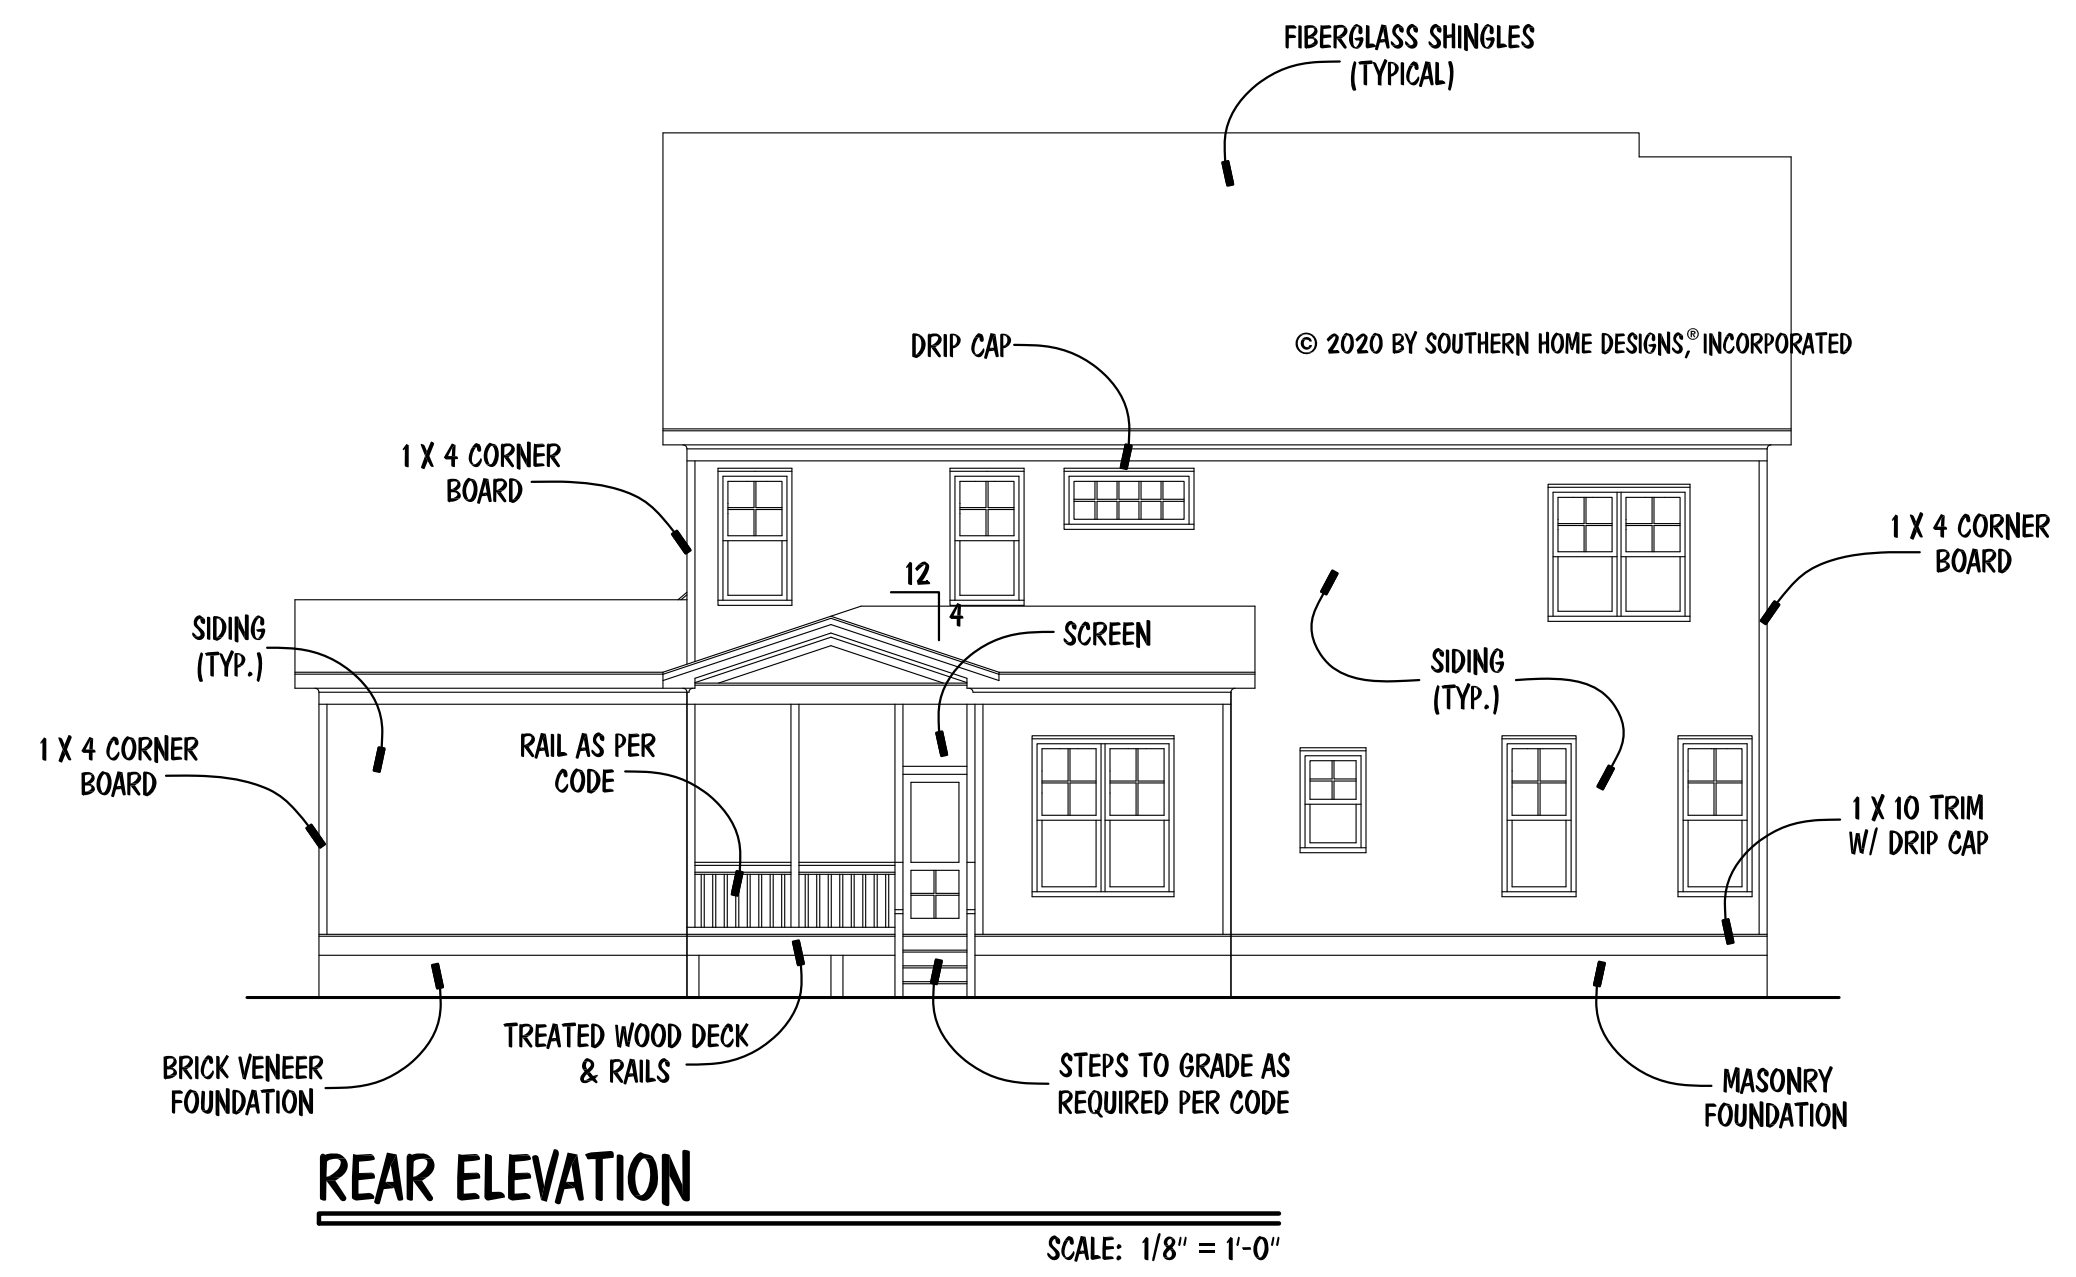 FIBERGLASS SHINGLES
(TYPICAL)
DRIP CAP
© 2020 BY SOUTHERN HOME DESIGNS,® INCORPORATED
1 X 4 CORNER
BOARD
1 X 4 CORNER
BOARD
12
4
SIDING
(TYP.)
SCREEN
SIDING
(TYP.)
1 X 4 CORNER
BOARD
RAIL AS PER
CODE
1 X 10 TRIM
W/ DRIP CAP
TREATED WOOD DECK
& RAILS
BRICK VENEER
FOUNDATION
STEPS TO GRADE AS
REQUIRED PER CODE
MASONRY
FOUNDATION
REAR ELEVATION
SCALE: 1/8" = 1'-0"